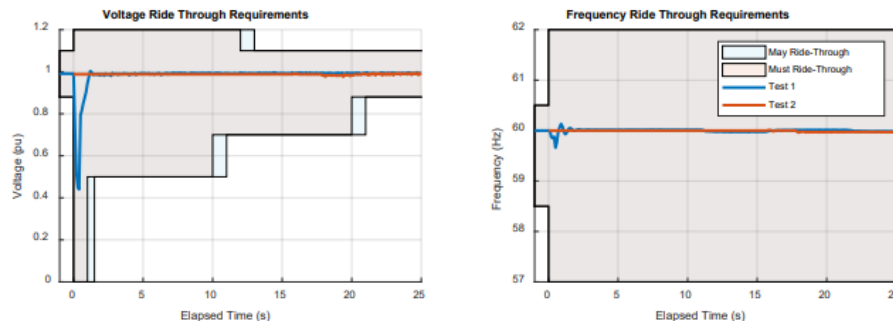 Voltage Ride Through Requirements
1.2
1
0.8
0.6
0.4
0.2
0
Voltage (pu)
0
5
10
15
20
25
Elapsed Time (s)
Frequency Ride Through Requirements
62
61
60
59
58
57
Frequency (Hz)
May Ride-Through
Must Ride-Through
Test 1
Test 2
0
5
10
15
20
25
Elapsed Time (s)